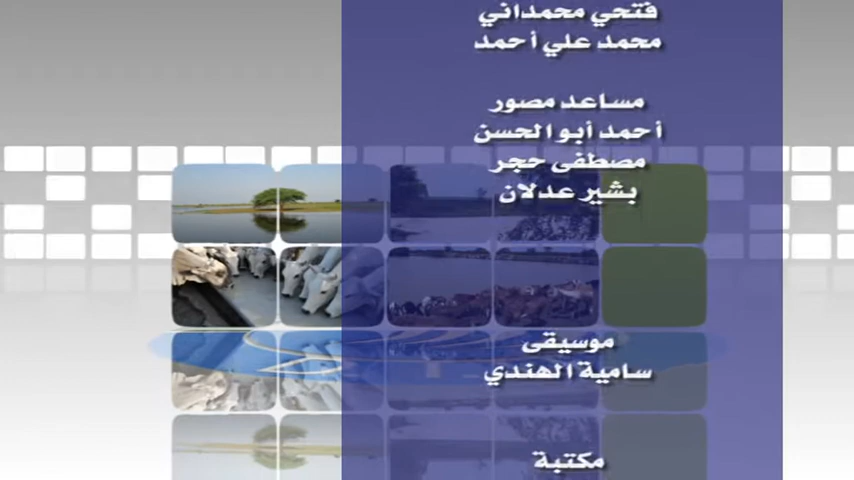 فتحي محمداني
محمد علي أحمد
مساعد مصور
أحمد أبو الحسن
مصطفى حجر
بشير عدلان
موسيقى
سامية الهندي
مكتبة